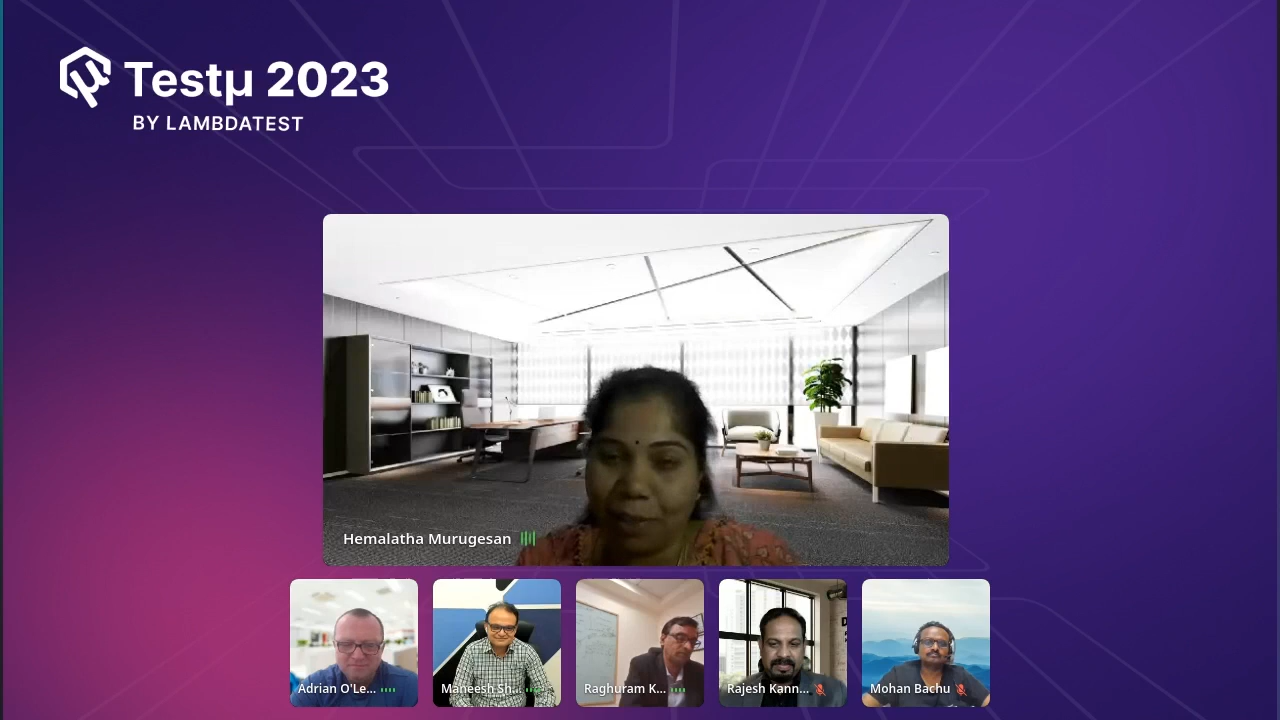 Testμ 2023
BY LAMBDATEST
Hemalatha Murugesan
Adrian O'Le...
Maneesh Sh...
Raghuram K...
Rajesh Kann...
Mohan Bachu